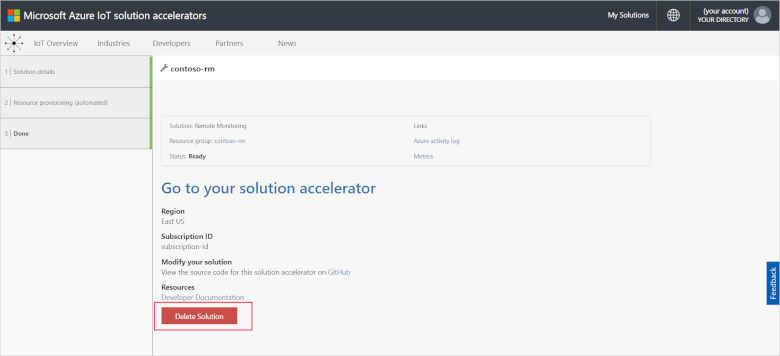 Microsoft Azure IoT solution accelerators
My Solutions
(your account)
YOUR DIRECTORY
IoT Overview Industries Developers Partners News
1 | Solution details
2 | Resource provisioning (automated)
3 | Done
contoso-rm
Solution: Remote Monitoring
Links
Resource group: contoso-rm
Azure activity log
Status: Ready
Metrics
Go to your solution accelerator
Region
East US
Subscription ID
subscription-id
Modify your solution
View the source code for this solution accelerator on GitHub
Resources
Developer Documentation
Delete Solution
Feedback